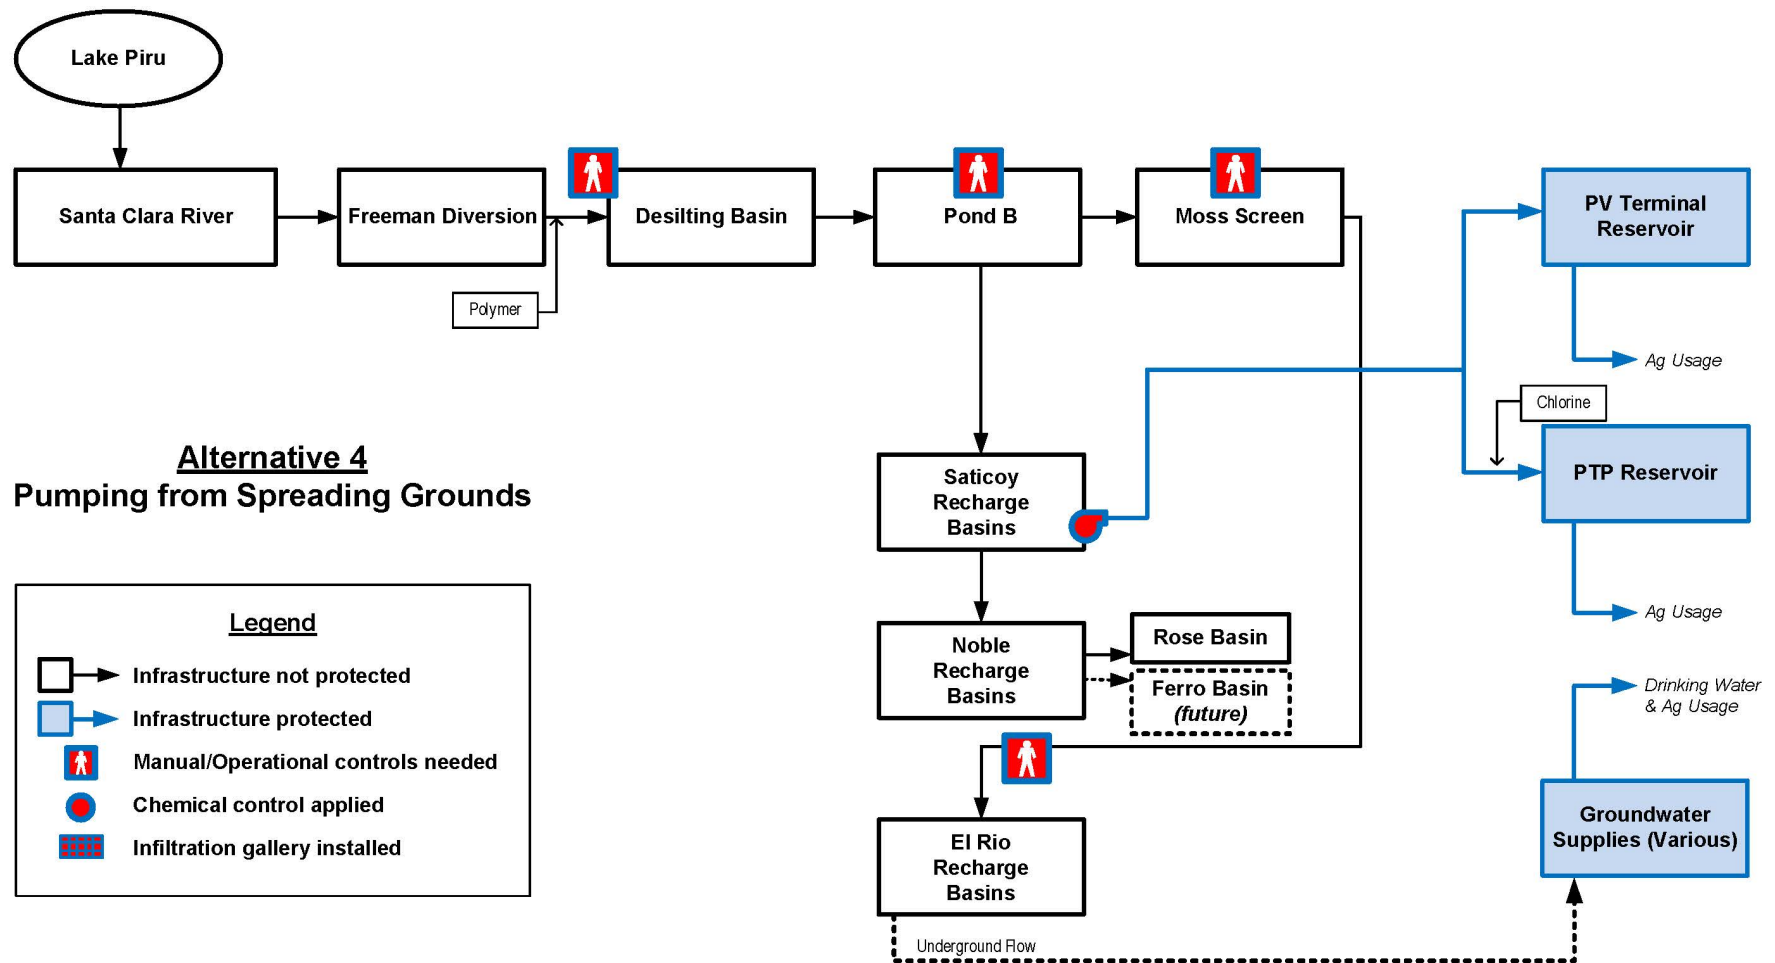 Lake Piru
Santa Clara River
Freeman Diversion
Desilting Basin
Pond B
Moss Screen
PV Terminal
Reservoir
Polymer
Ag Usage
Chlorine
Alternative 4
Pumping from Spreading Grounds
Saticoy
Recharge
Basins
PTP Reservoir
Ag Usage
Noble
Recharge
Basins
Rose Basin
Ferro Basin
(future)
Drinking Water
& Ag Usage
Legend
Infrastructure not protected
Infrastructure protected
Manual/Operational controls needed
Chemical control applied
Infiltration gallery installed
El Rio
Recharge
Basins
Groundwater
Supplies (Various)
Underground Flow